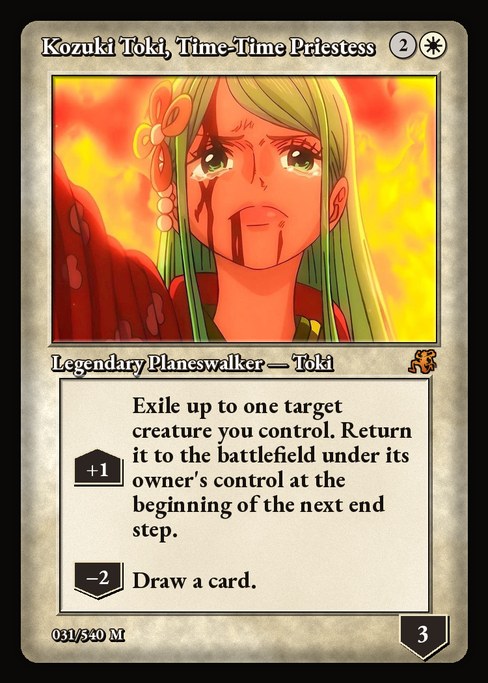 Kozuki Toki, Time-Time Priestess 2
Legendary Planeswalker — Toki
+1
Exile up to one target
creature you control. Return
it to the battlefield under its
owner's control at the
beginning of the next end
step.
−2
Draw a card.
031/540 M
3